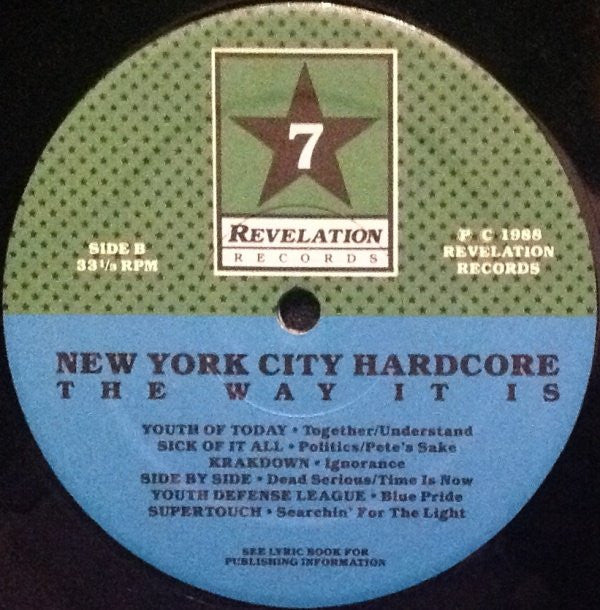 7
REVELATION
RECORDS
SIDE B
33 1/3 RPM
P C 1988
REVELATION
RECORDS
NEW YORK CITY HARDCORE
THE WAY IT IS
YOUTH OF TODAY • Together/Understand
SICK OF IT ALL • Politics/Pete's Sake
KRAKDOWN • Ignorance
SIDE BY SIDE • Dead Serious/Time Is Now
YOUTH DEFENSE LEAGUE • Blue Pride
SUPERTOUCH • Searchin' For The Light
SEE LYRIC BOOK FOR
PUBLISHING INFORMATION